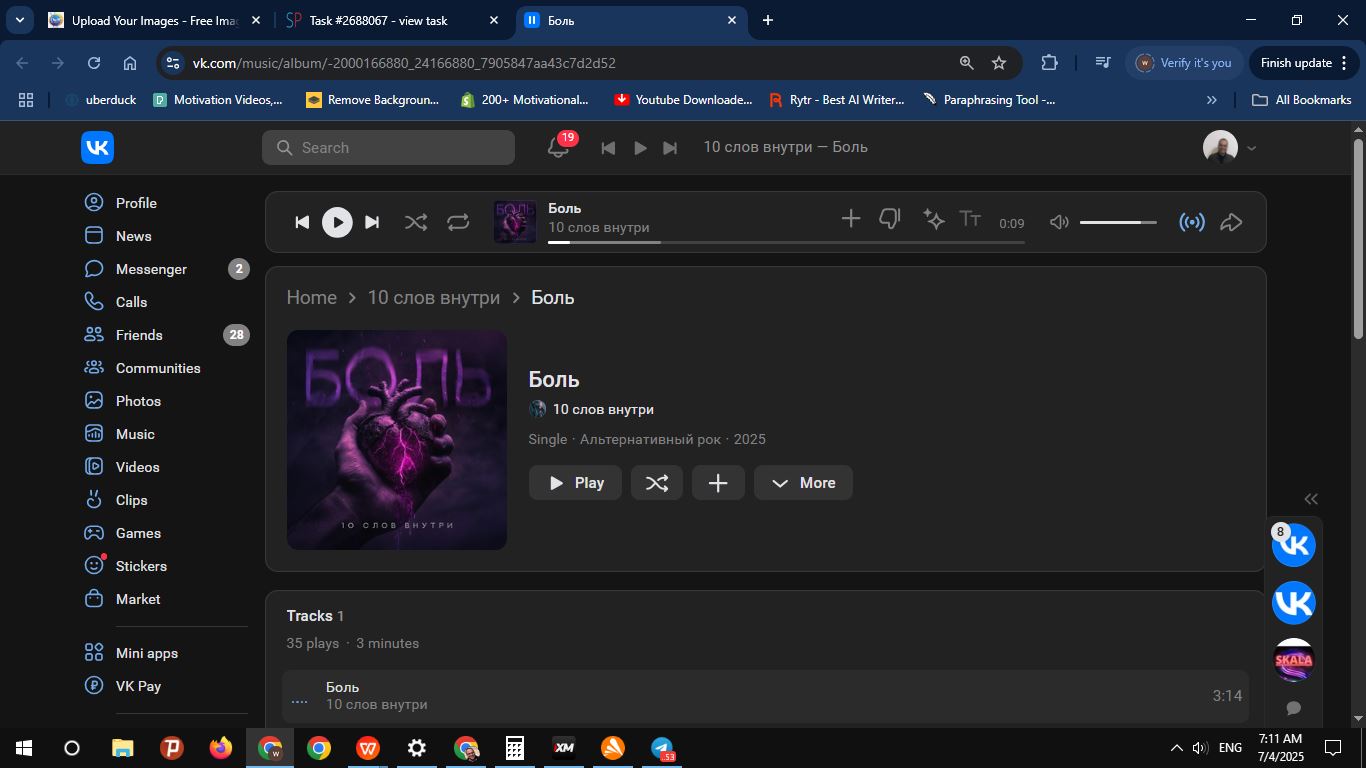 Upload Your Images - Free Imag
Task #2688067 - view task
Боль
vk.com/music/album/-2000166880_24166880_7905847aa43c7d2d52
Verify it's you
Finish update
uberduck
Motivation Videos,...
Remove Backgroun...
200+ Motivational...
Youtube Downloade...
Rytr - Best AI Writer...
Paraphrasing Tool -...
All Bookmarks
Search
19
10 слов внутри — Боль
Profile
News
Messenger
2
Calls
Friends
28
Communities
Photos
Music
Videos
Clips
Games
Stickers
Market
Mini apps
VK Pay
Боль
10 слов внутри
0:09
Home > 10 слов внутри > Боль
БОЛЬ
10 СЛОВ ВНУТРИ
Боль
10 слов внутри
Single · Альтернативный рок · 2025
Play
More
Tracks 1
35 plays · 3 minutes
Боль
10 слов внутри
3:14
8
SKALA
ENG
7:11 AM
7/4/2025